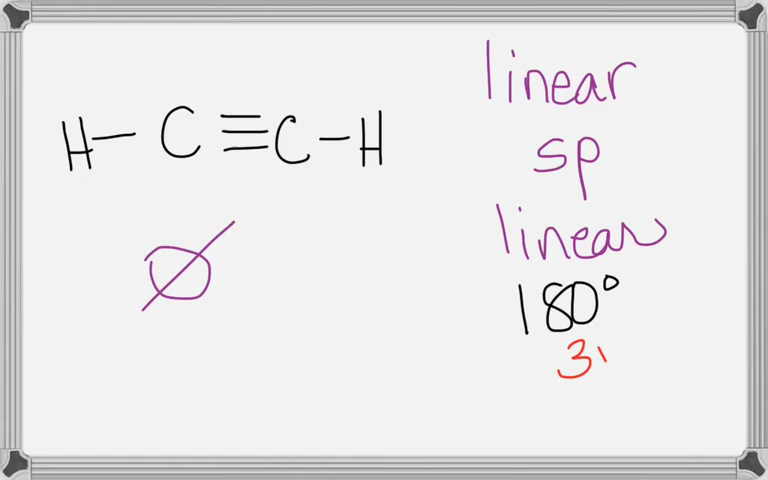 H-C≡C-H
linear
sp
linear
180°
3